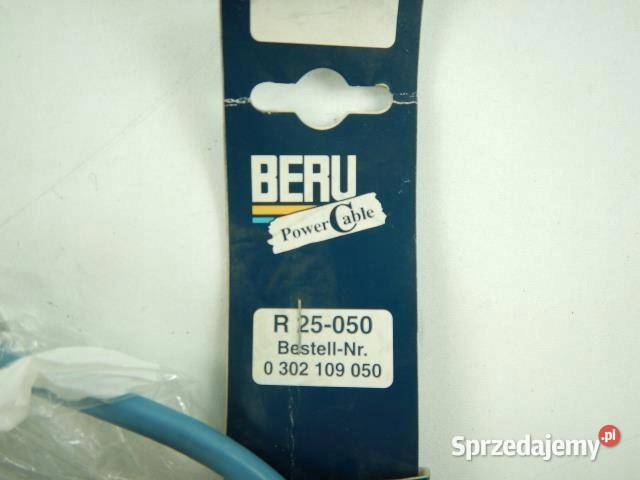 BERU
Power Cable
R 25-050
Bestell-Nr.
0 302 109 050
Sprzedajemy.pl